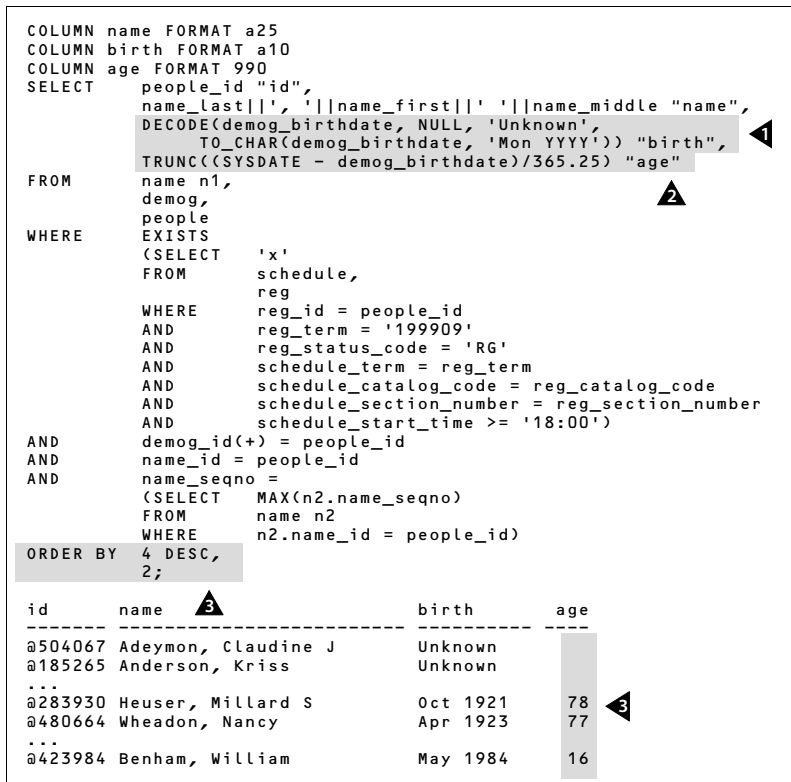 COLUMN name FORMAT a25
COLUMN birth FORMAT a10
COLUMN age FORMAT 990
SELECT people_id "id",
name_last||', '||name_first||' '||name_middle "name",
DECODE(demog_birthdate, NULL, 'Unknown',
TO_CHAR(demog_birthdate, 'Mon YYYY')) "birth",
1
TRUNC((SYSDATE – demog_birthdate)/365.25) "age"
FROM name n1,
2
demog,
people
WHERE EXISTS
(SELECT 'x'
FROM schedule,
reg
WHERE reg_id = people_id
AND reg_term = '199909'
AND reg_status_code = 'RG'
AND schedule_term = reg_term
AND schedule_catalog_code = reg_catalog_code
AND schedule_section_number = reg_section_number
AND schedule_start_time >= '18:00')
AND demog_id(+) = people_id
AND name_id = people_id
AND name_seqno =
(SELECT MAX(n2.name_seqno)
FROM name n2
WHERE n2.name_id = people_id)
ORDER BY 4 DESC,
2;
3
id name birth age
------- ------------------------- ---------- ----
@504067 Adeymon, Claudine J Unknown
@185265 Anderson, Kriss Unknown
...
@283930 Heuser, Millard S Oct 1921 78
3
@480664 Wheadon, Nancy Apr 1923 77
...
@423984 Benham, William May 1984 16